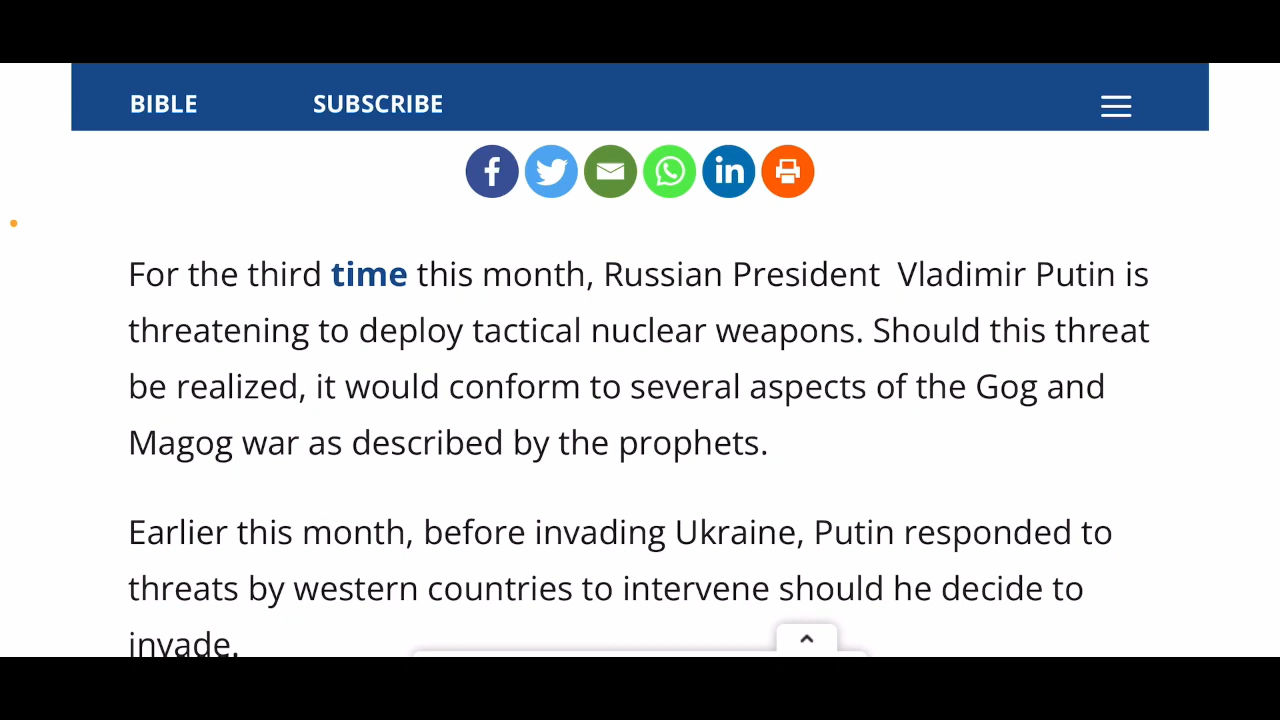 BIBLE SUBSCRIBE
For the third time this month, Russian President  Vladimir Putin is
threatening to deploy tactical nuclear weapons. Should this threat
be realized, it would conform to several aspects of the Gog and
Magog war as described by the prophets.
Earlier this month, before invading Ukraine, Putin responded to
threats by western countries to intervene should he decide to
invade.